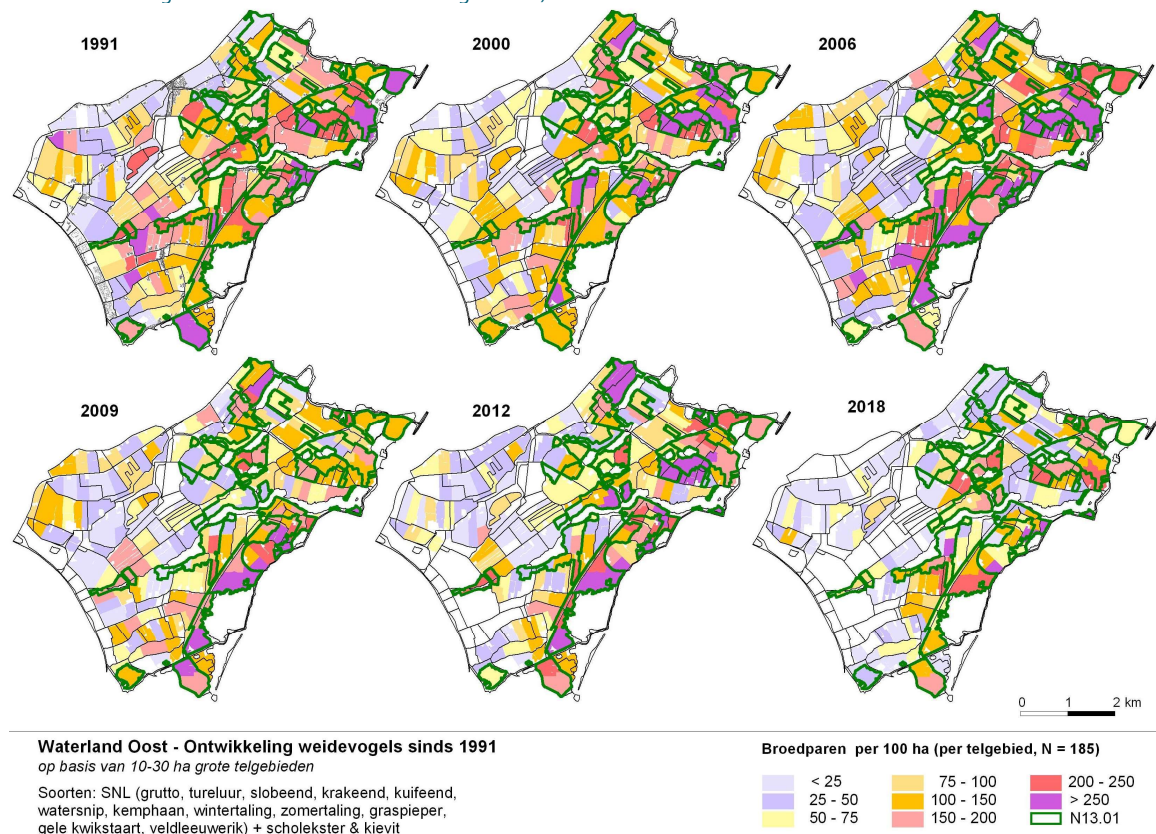 1991
2000
2006
2009
2012
2018
0 1 2 km
Waterland Oost - Ontwikkeling weidevogels sinds 1991
op basis van 10-30 ha grote telgebieden
Soorten: SNL (grutto, tureluur, slobeend, krakeend, kuifeend,
watersnip, kemphaan, wintertaling, zomertaling, graspieper,
gele kwikstaart, veldleeuwerik) + scholekster & kievit
Broedparen per 100 ha (per telgebied, N = 185)
< 25
25 - 50
50 - 75
75 - 100
100 - 150
150 - 200
200 - 250
> 250
N13.01